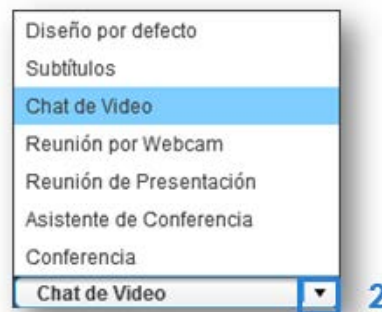 Diseño por defecto
Subtítulos
Chat de Video
Reunión por Webcam
Reunión de Presentación
Asistente de Conferencia
Conferencia
Chat de Video
2